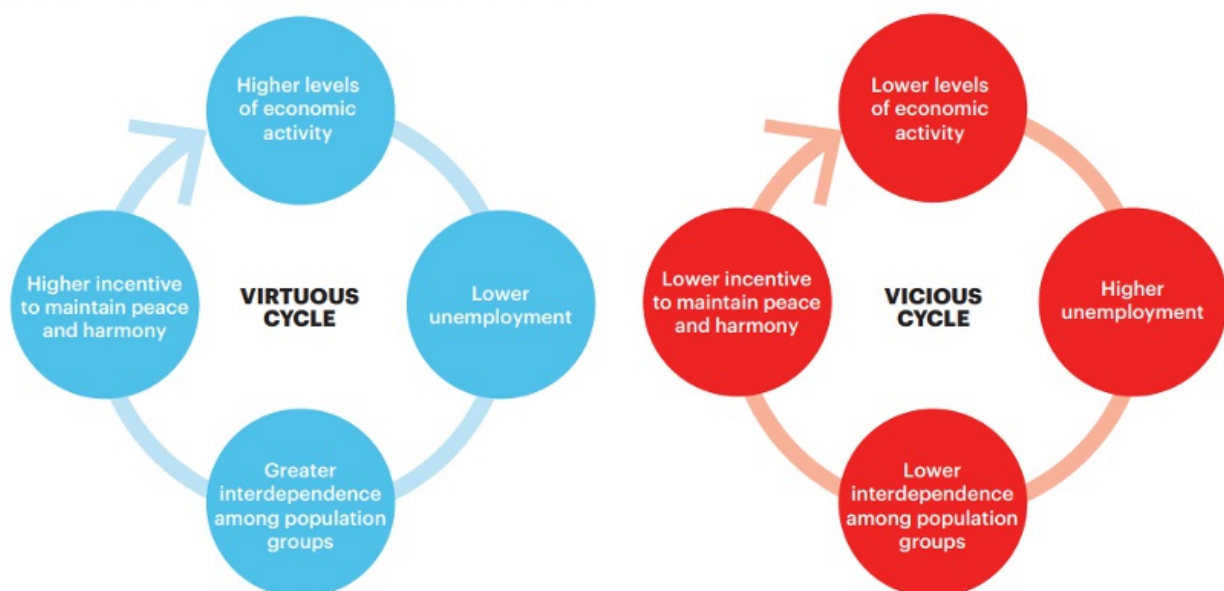 Higher levels
of economic
activity
Lower
unemployment
Greater
interdependence
among population
groups
Higher incentive
to maintain peace
and harmony
VIRTUOUS
CYCLE
Lower levels
of economic
activity
Higher
unemployment
Lower
interdependence
among population
groups
Lower incentive
to maintain peace
and harmony
VICIOUS
CYCLE